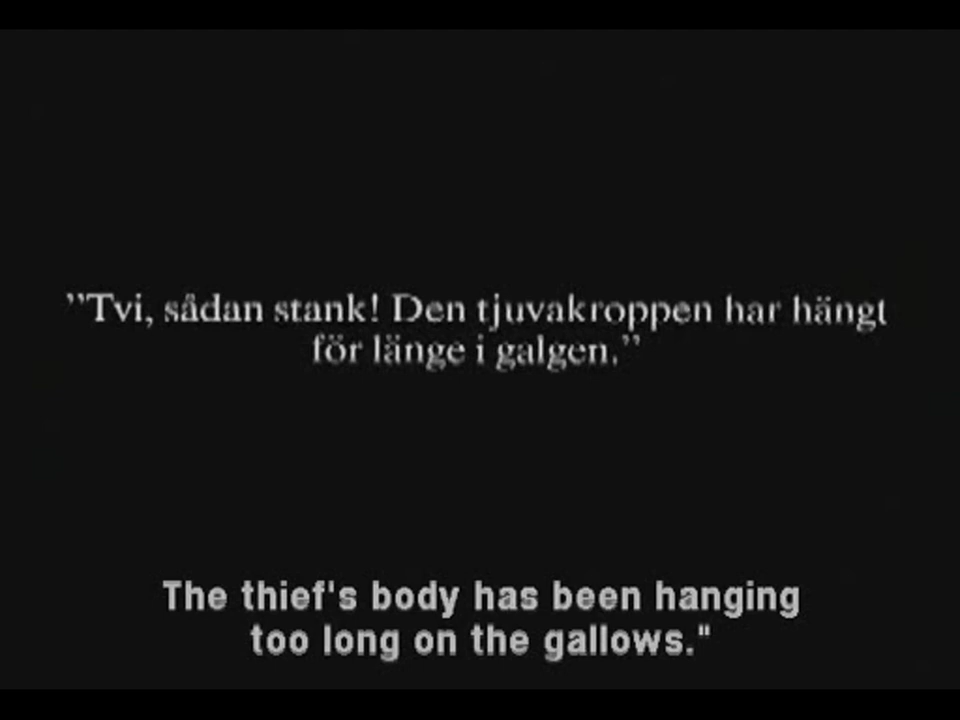 ”Tvi, sådan stank! Den tjuvakroppen har hängt
för länge i galgen.”
The thief's body has been hanging
too long on the gallows."